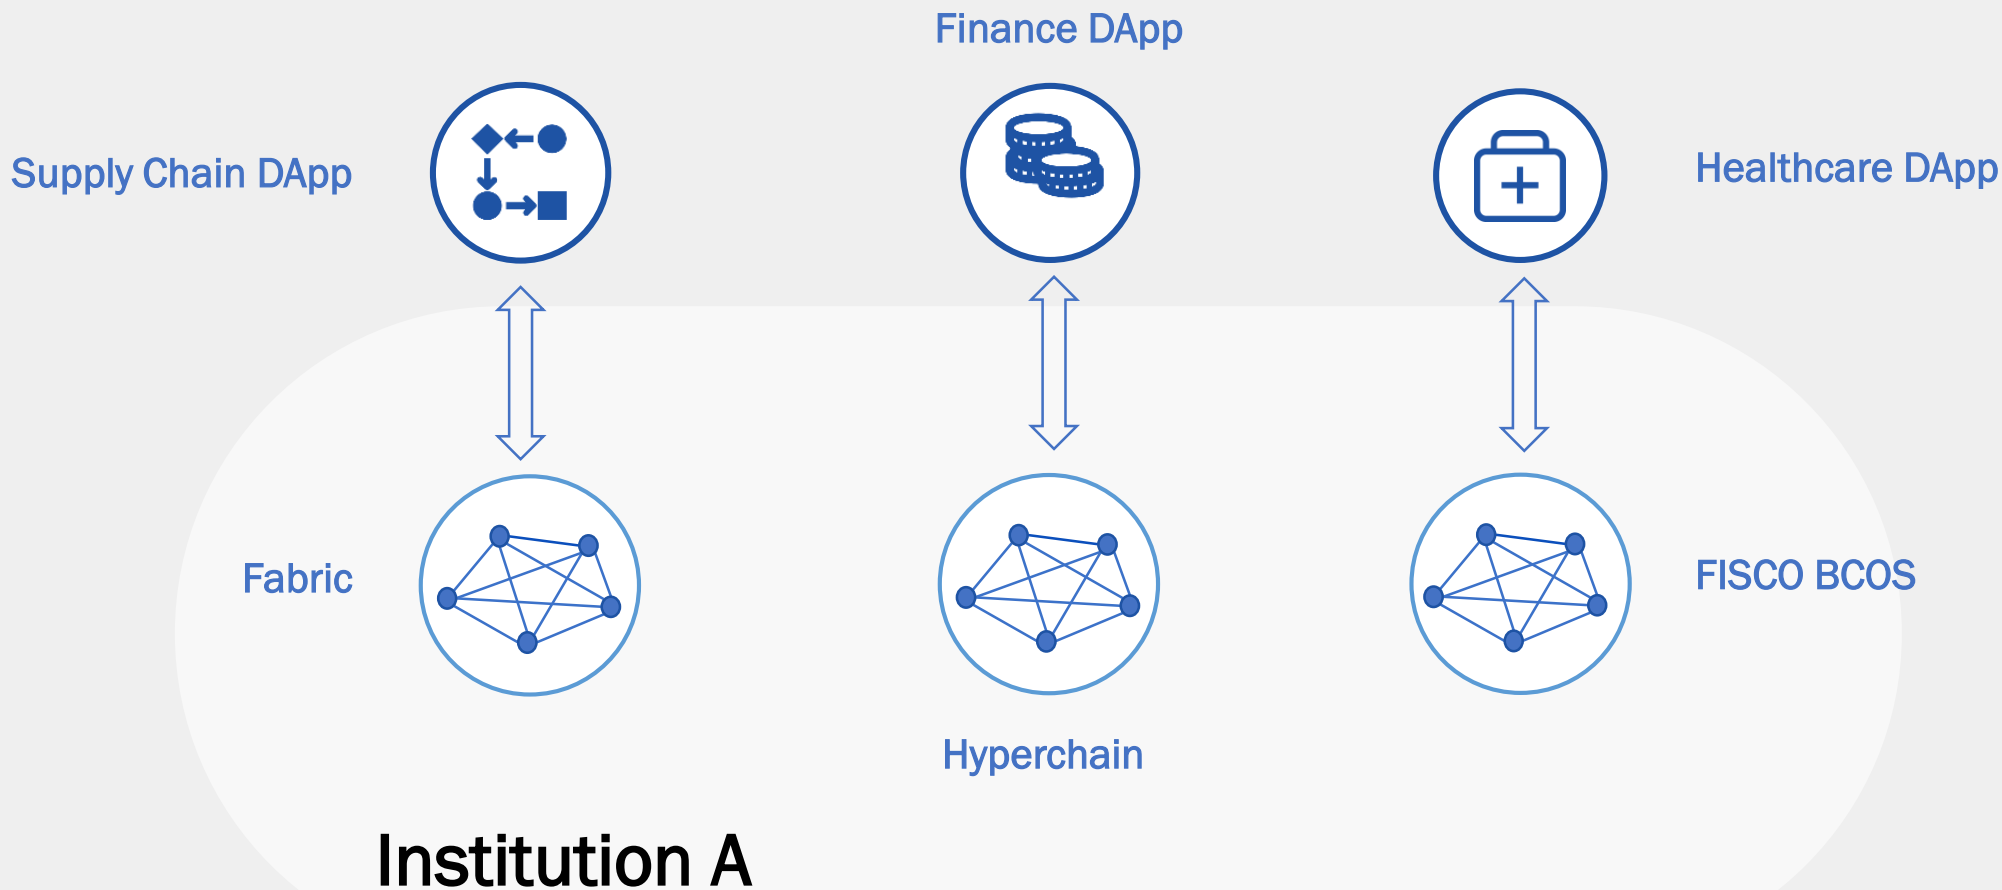 Finance DApp
Supply Chain DApp
Healthcare DApp
Fabric
FISCO BCOS
Hyperchain
Institution A